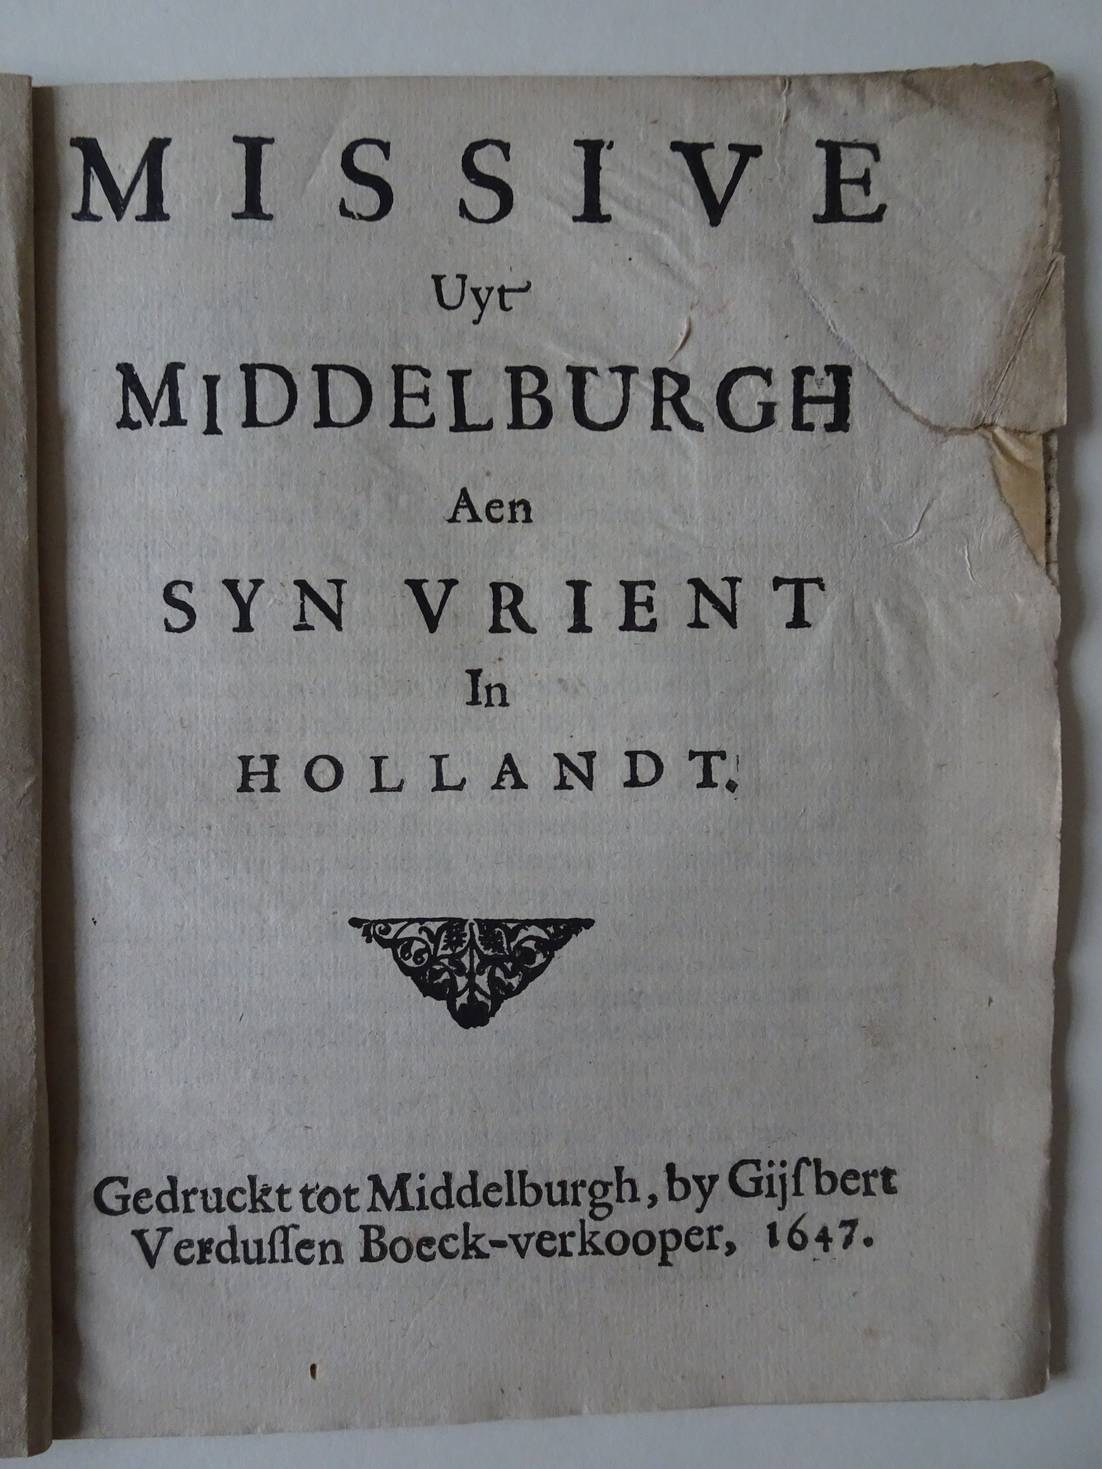 MISSIVE
Uyt
MIDDELBURGH
Aen
SYN VRIENT
In
HOLLANDT.
Gedruckt tot Middelburgh, by Gijſbert
Verduſſen Boeck-verkooper, 1647.